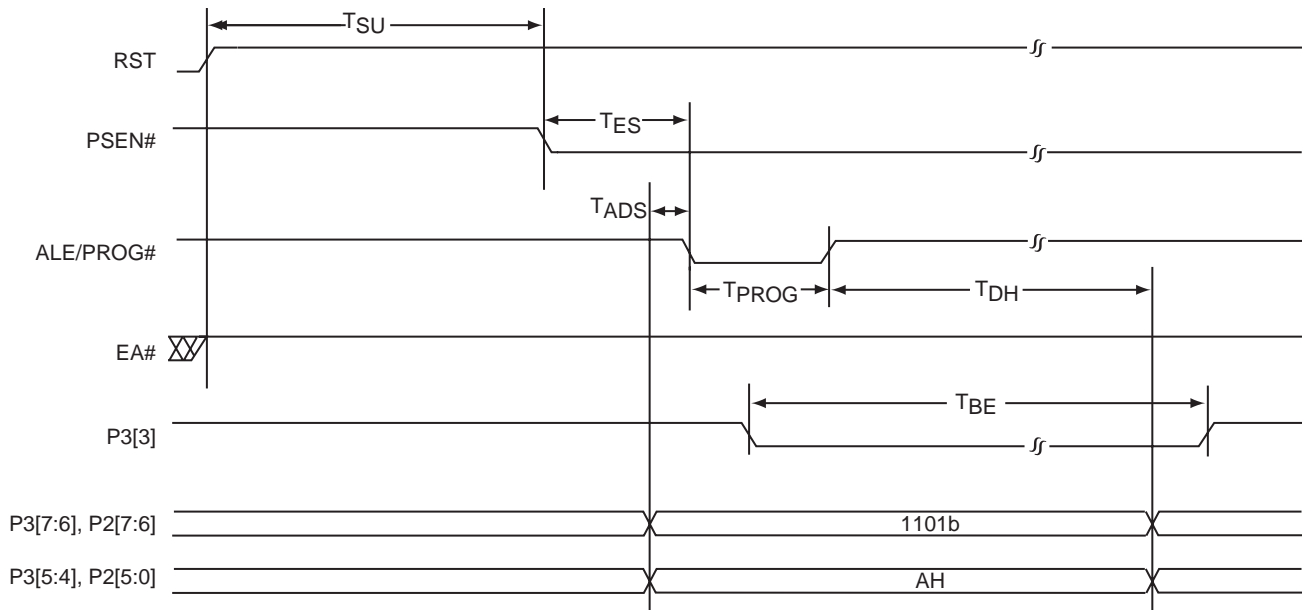 TSU
RST
TES
PSEN#
TADS
ALE/PROG#
TPROG
TDH
EA#
TBE
P3[3]
P3[7:6], P2[7:6]
1101b
P3[5:4], P2[5:0]
AH